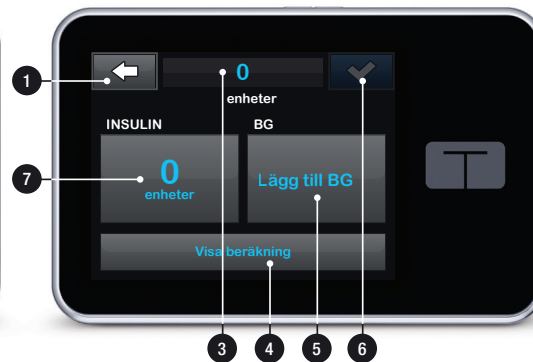 1
0
enheter
INSULIN
BG
7
0
enheter
Lägg till BG
Visa beräkning
3
4
5
6